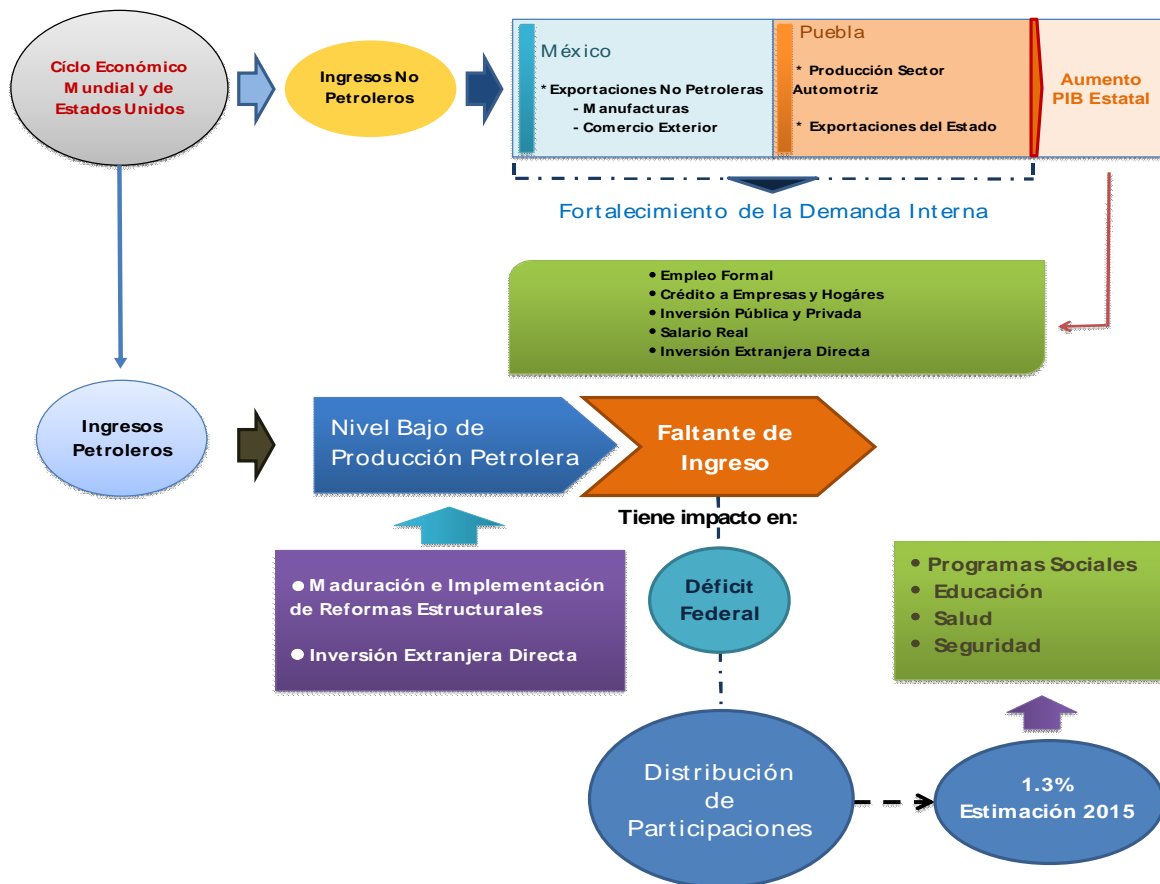 Cíclo Económico
Mundial y de
Estados Unidos
Ingresos No
Petroleros
México
* Exportaciones No Petroleras
- Manufacturas
- Comercio Exterior
Puebla
* Producción Sector
Automotriz
* Exportaciones del Estado
Aumento
PIB Estatal
Fortalecimiento de la Demanda Interna
• Empleo Formal
• Crédito a Empresas y Hogáres
• Inversión Pública y Privada
• Salario Real
• Inversión Extranjera Directa
Ingresos
Petroleros
Nivel Bajo de
Producción Petrolera
Faltante de
Ingreso
Tiene impacto en:
● Maduración e Implementación
de Reformas Estructurales
● Inversión Extranjera Directa
Déficit
Federal
• Programas Sociales
• Educación
• Salud
• Seguridad
Distribución
de
Participaciones
1.3%
Estimación 2015